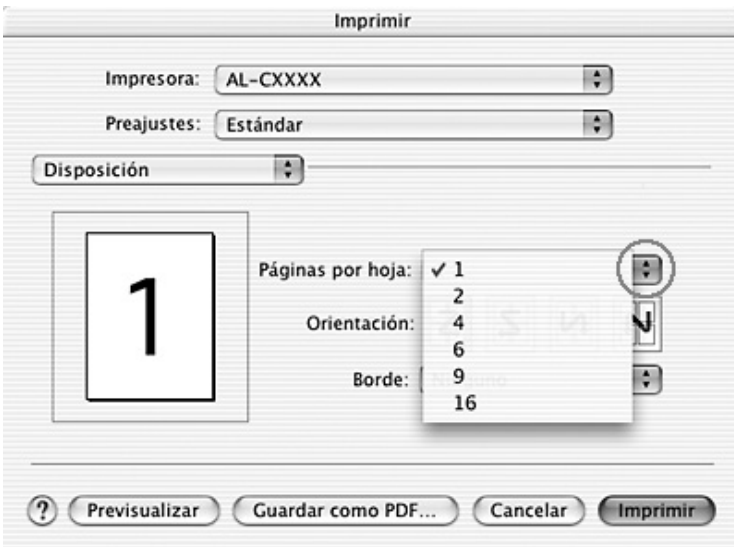 Imprimir
Impresora: AL-CXXXX
Preajustes: Estándar
Disposición
1
Páginas por hoja: ✓ 1
2
Orientación: 4
6
Borde: 9
16
? Previsualizar Guardar como PDF... Cancelar Imprimir